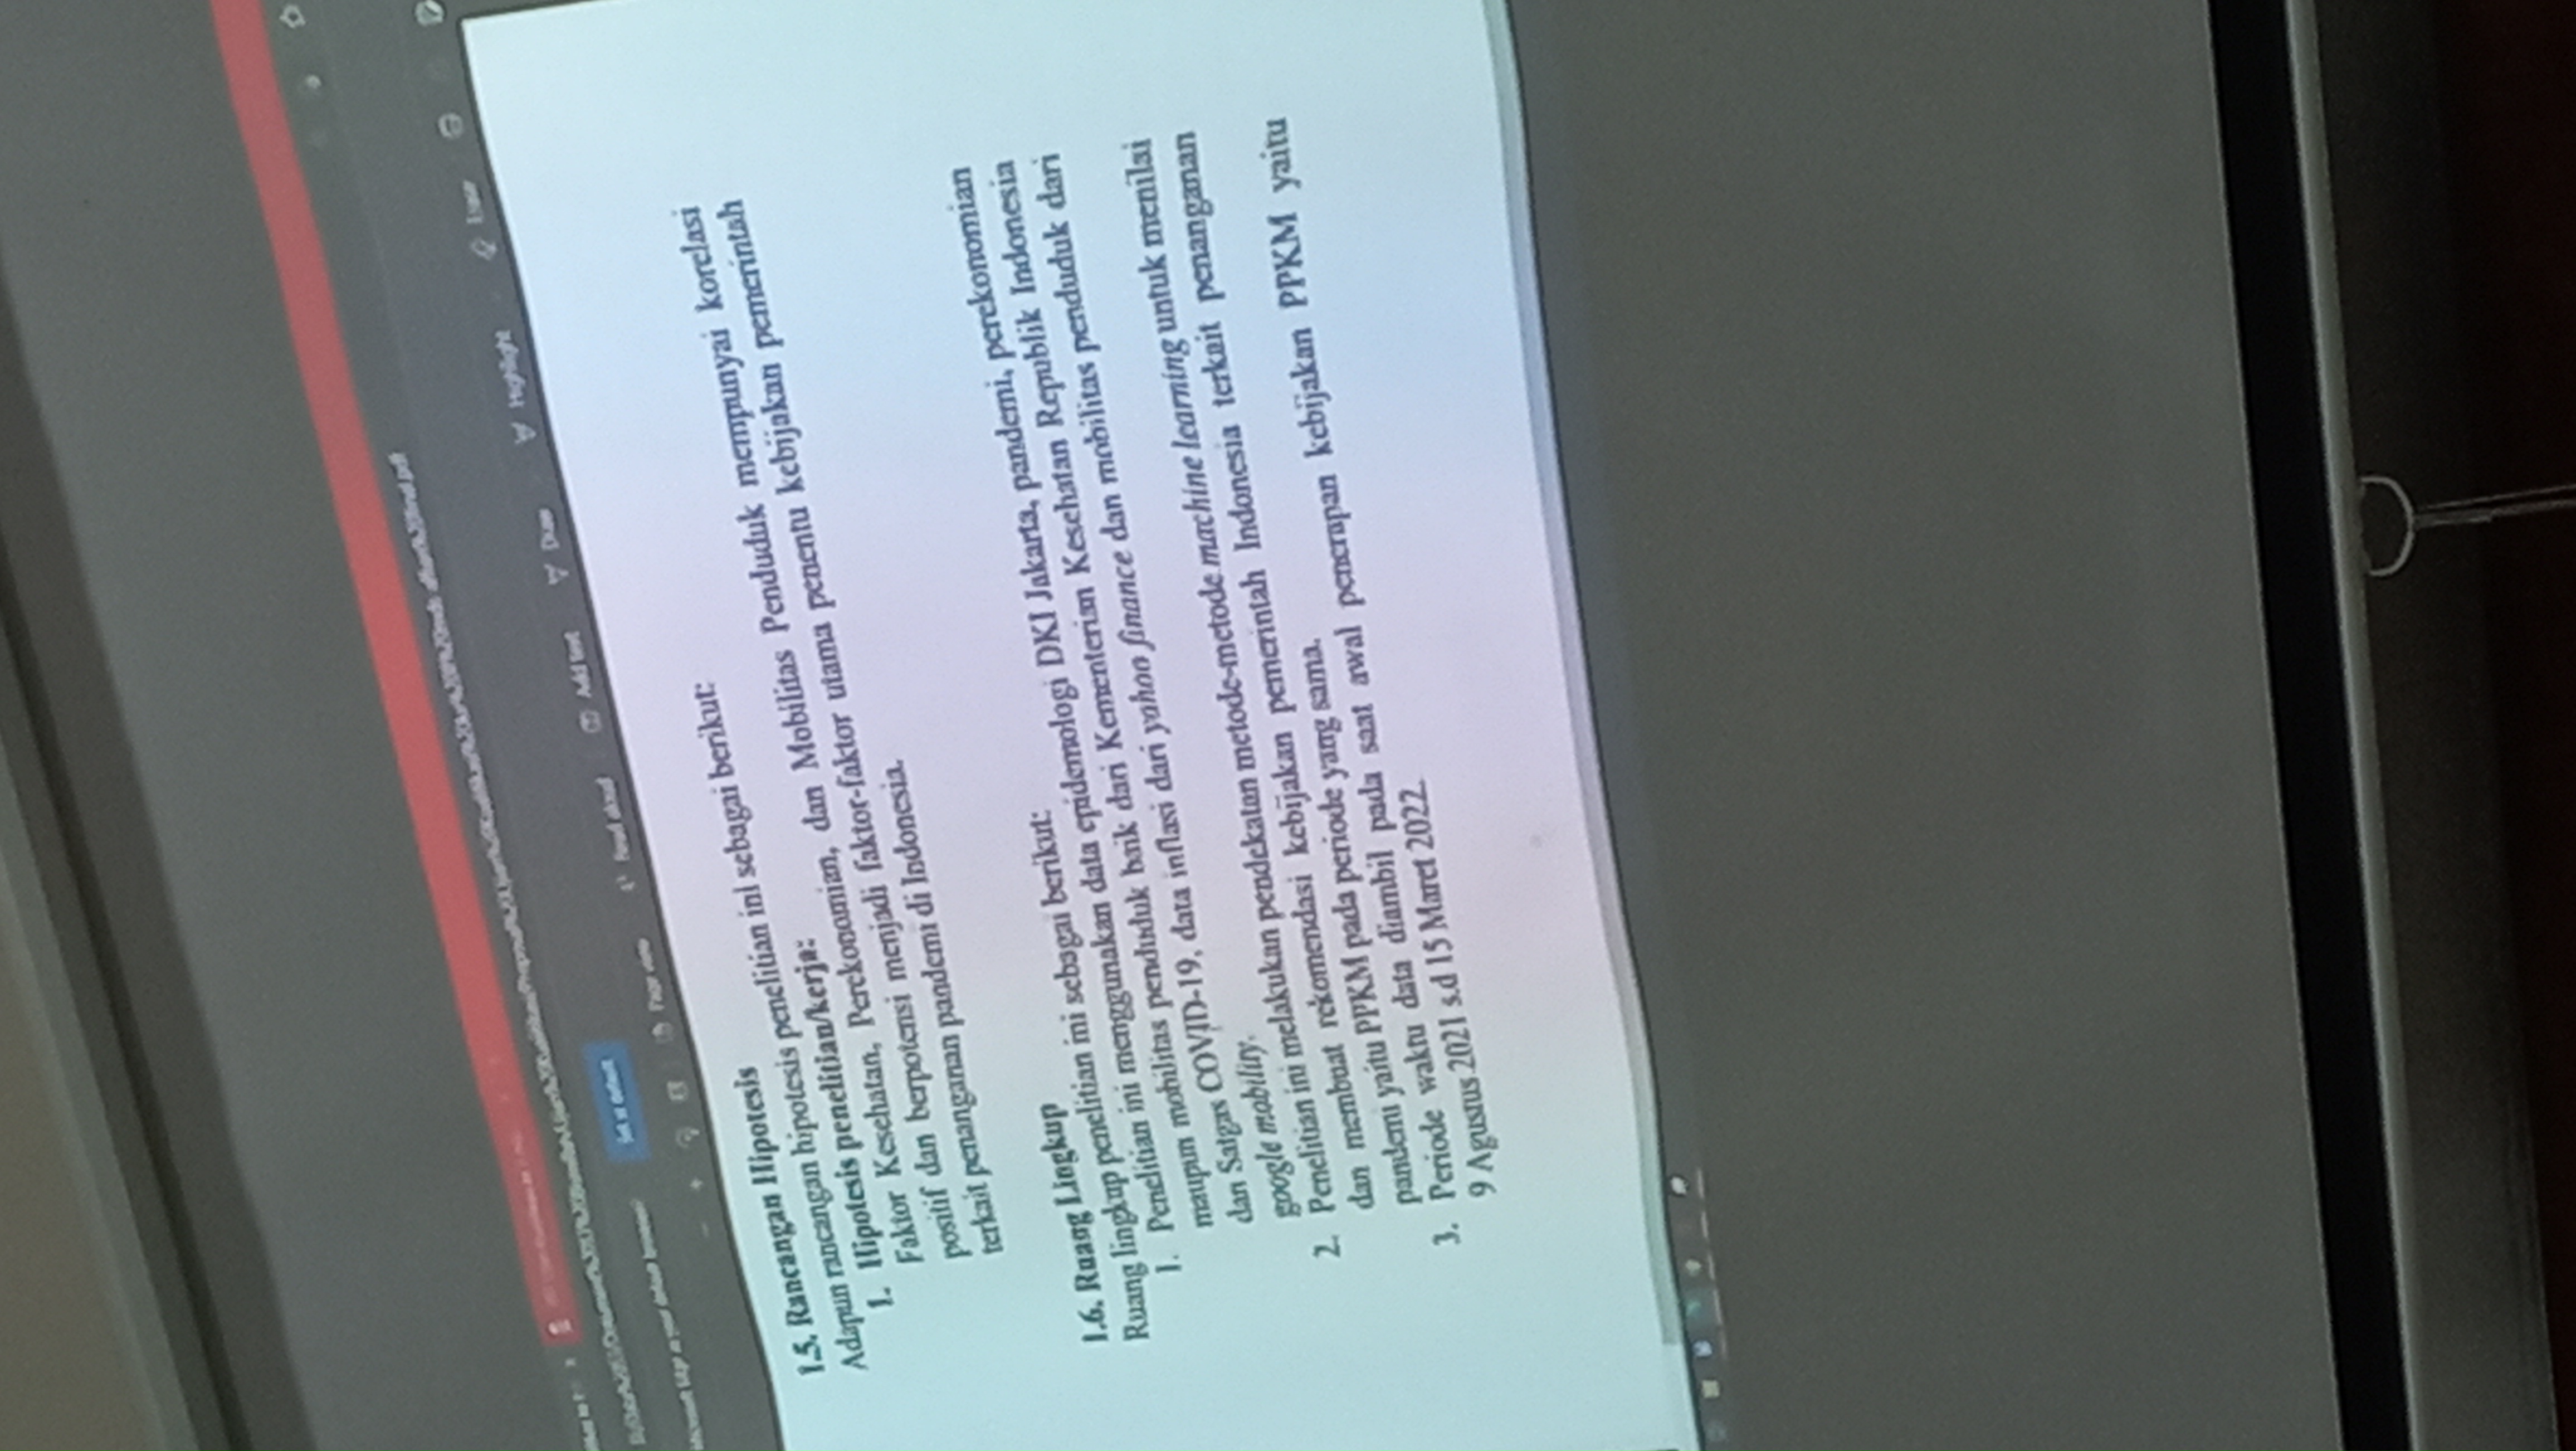 Set as default
Page view
Read aloud
Add text
Draw
Highlight
Erase
1.5. Rancangan Hipotesis
Adapun rancangan hipotesis penelitian ini sebagai berikut:
1. Hipotesis penelitian/kerja:
Faktor Kesehatan, Perekonomian, dan Mobilitas Penduduk mempunyai korelasi
positif dan berpotensi menjadi faktor-faktor utama penentu kebijakan pemerintah
terkait penanganan pandemi di Indonesia.
1.6. Ruang Lingkup
Ruang lingkup penelitian ini sebagai berikut:
1. Penelitian ini menggunakan data epidemologi DKI Jakarta, pandemi, perekonomian
maupun mobilitas penduduk baik dari Kementerian Kesehatan Republik Indonesia
dan Satgas COVID-19, data inflasi dari yahoo finance dan mobilitas penduduk dari
google mobility.
2. Penelitian ini melakukan pendekatan metode-metode machine learning untuk menilai
dan membuat rekomendasi kebijakan pemerintah Indonesia terkait penanganan
pandemi yaitu PPKM pada periode yang sama.
3. Periode waktu data diambil pada saat awal penerapan kebijakan PPKM yaitu
9 Agustus 2021 s.d 15 Maret 2022.